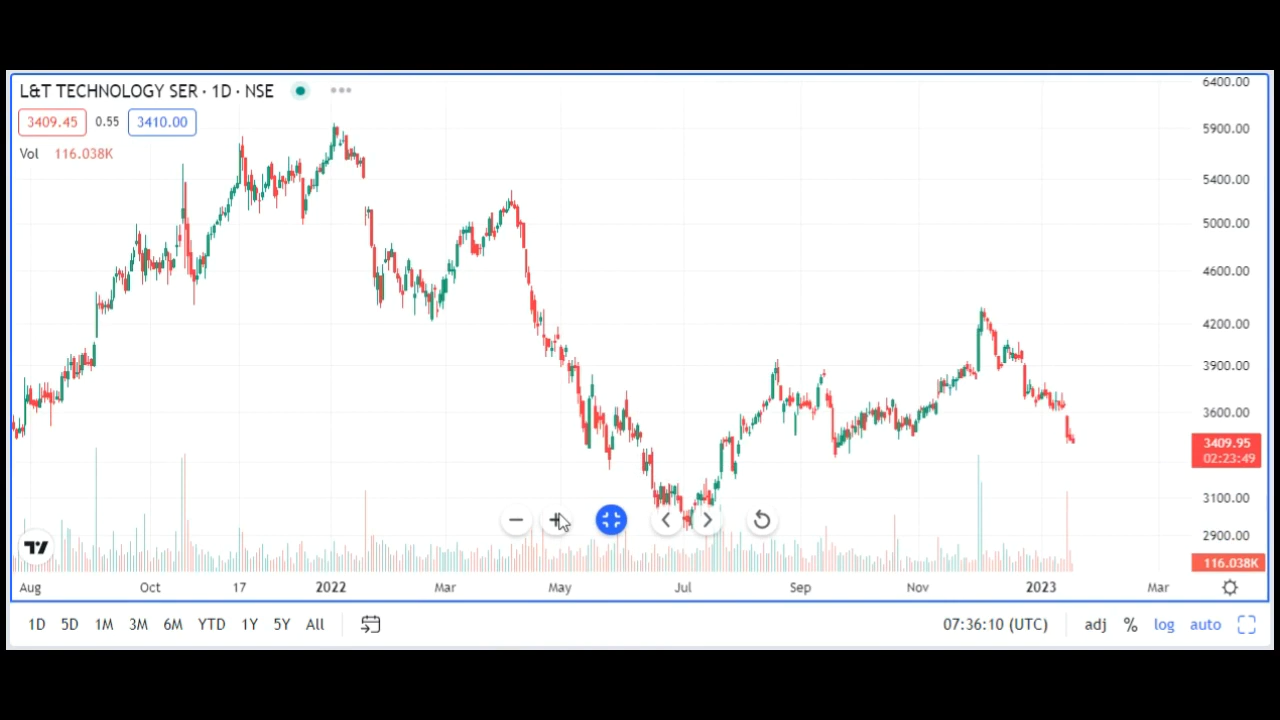 L&T TECHNOLOGY SER · 1D · NSE
3409.45 0.55 3410.00
Vol 116.038K
6400.00
5900.00
5400.00
5000.00
4600.00
4200.00
3900.00
3600.00
3409.95
02:23:49
3100.00
2900.00
116.038K
Aug Oct 17 2022 Mar May Jul Sep Nov 2023 Mar
1D 5D 1M 3M 6M YTD 1Y 5Y All 07:36:10 (UTC) adj % log auto